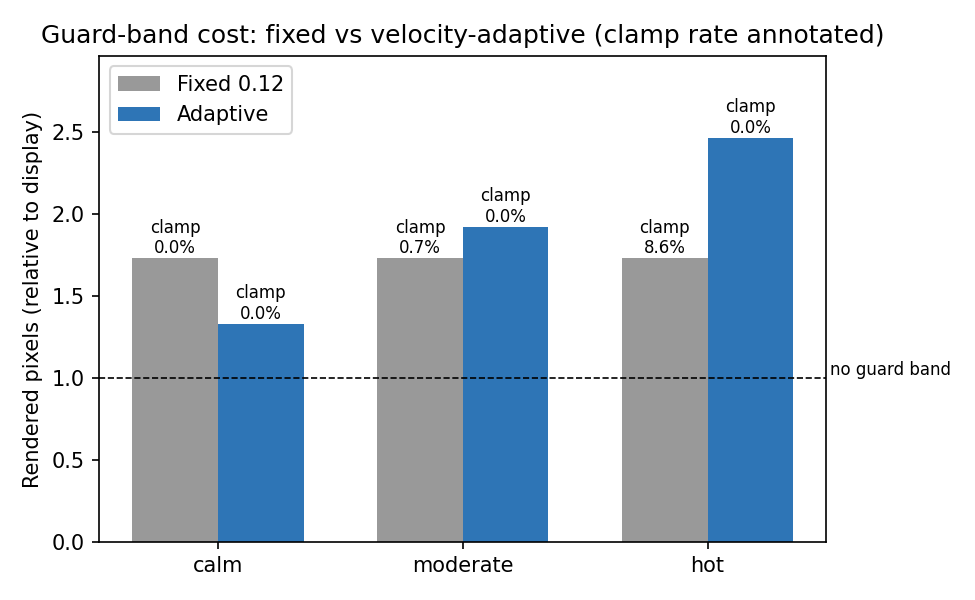 Guard-band cost: fixed vs velocity-adaptive (clamp rate annotated)
Rendered pixels (relative to display)
2.5
2.0
1.5
1.0
0.5
0.0
Fixed 0.12
Adaptive
clamp
0.0%
clamp
0.0%
clamp
0.7%
clamp
0.0%
clamp
8.6%
clamp
0.0%
no guard band
calm
moderate
hot